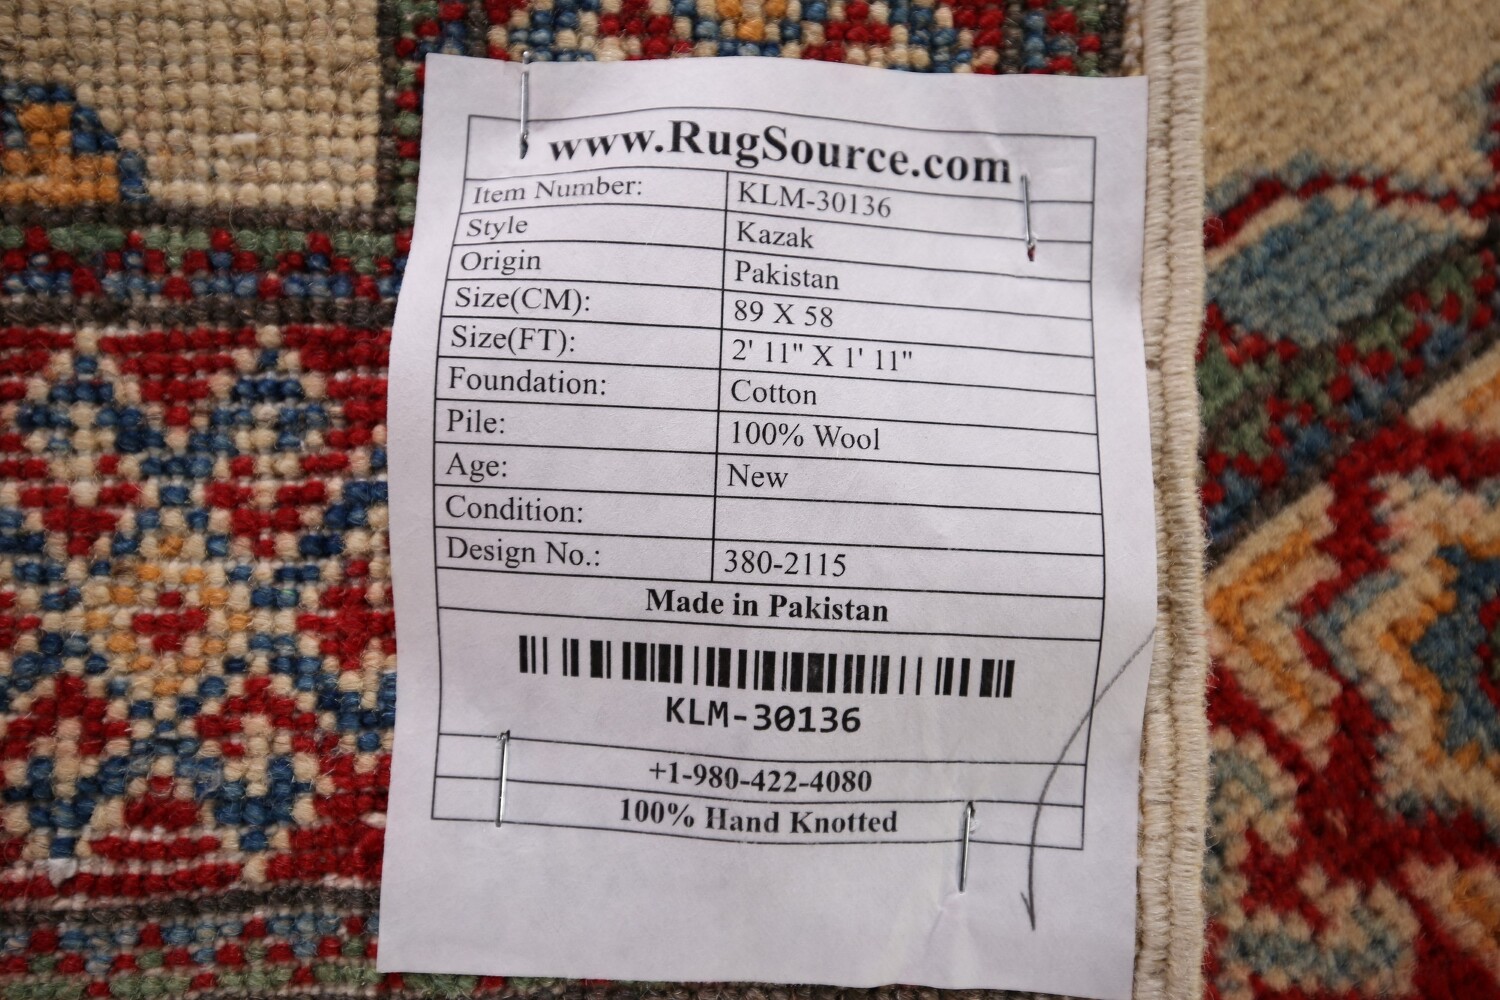 www.RugSource.com
Item Number: KLM-30136
Style Kazak
Origin Pakistan
Size(CM): 89 X 58
Size(FT): 2' 11" X 1' 11"
Foundation: Cotton
Pile: 100% Wool
Age: New
Condition:
Design No.: 380-2115
Made in Pakistan
KLM-30136
+1-980-422-4080
100% Hand Knotted